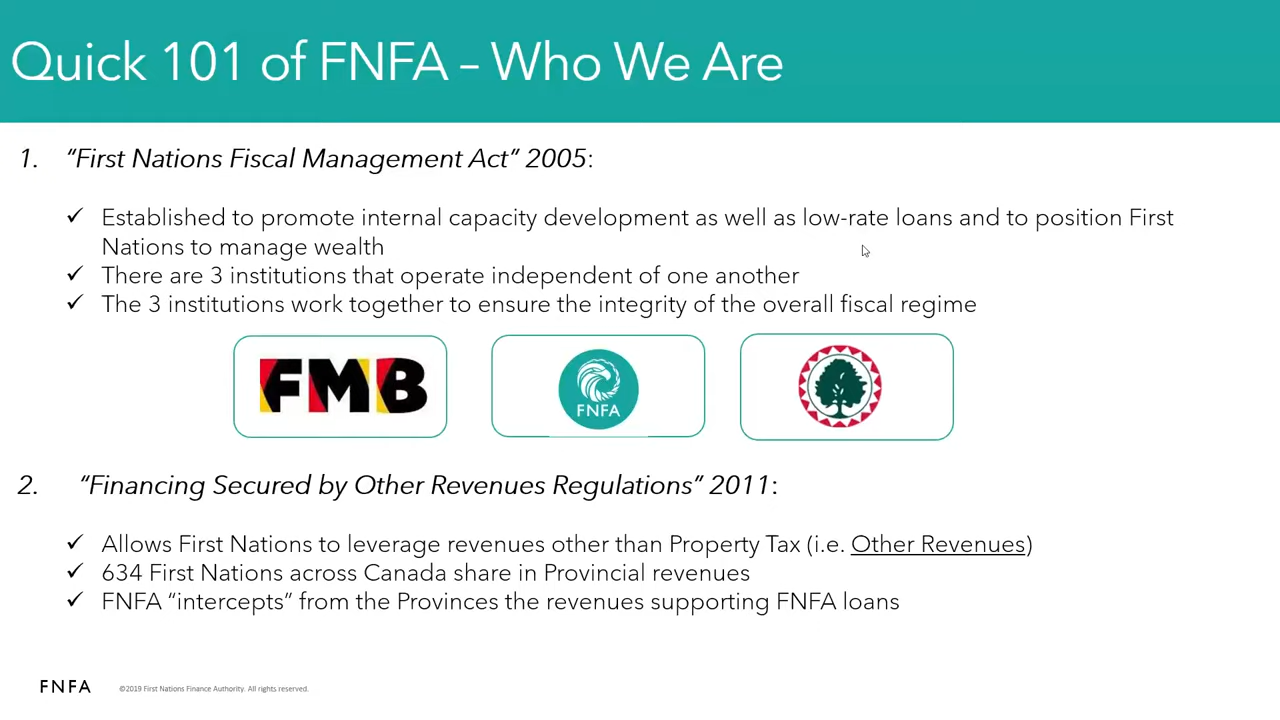 Quick 101 of FNFA – Who We Are
1. “First Nations Fiscal Management Act” 2005:
✓ Established to promote internal capacity development as well as low-rate loans and to position First
Nations to manage wealth
✓ There are 3 institutions that operate independent of one another
✓ The 3 institutions work together to ensure the integrity of the overall fiscal regime
FMB
FNFA
2. “Financing Secured by Other Revenues Regulations” 2011:
✓ Allows First Nations to leverage revenues other than Property Tax (i.e. Other Revenues)
✓ 634 First Nations across Canada share in Provincial revenues
✓ FNFA “intercepts” from the Provinces the revenues supporting FNFA loans
FNFA ©2019 First Nations Finance Authority. All rights reserved.